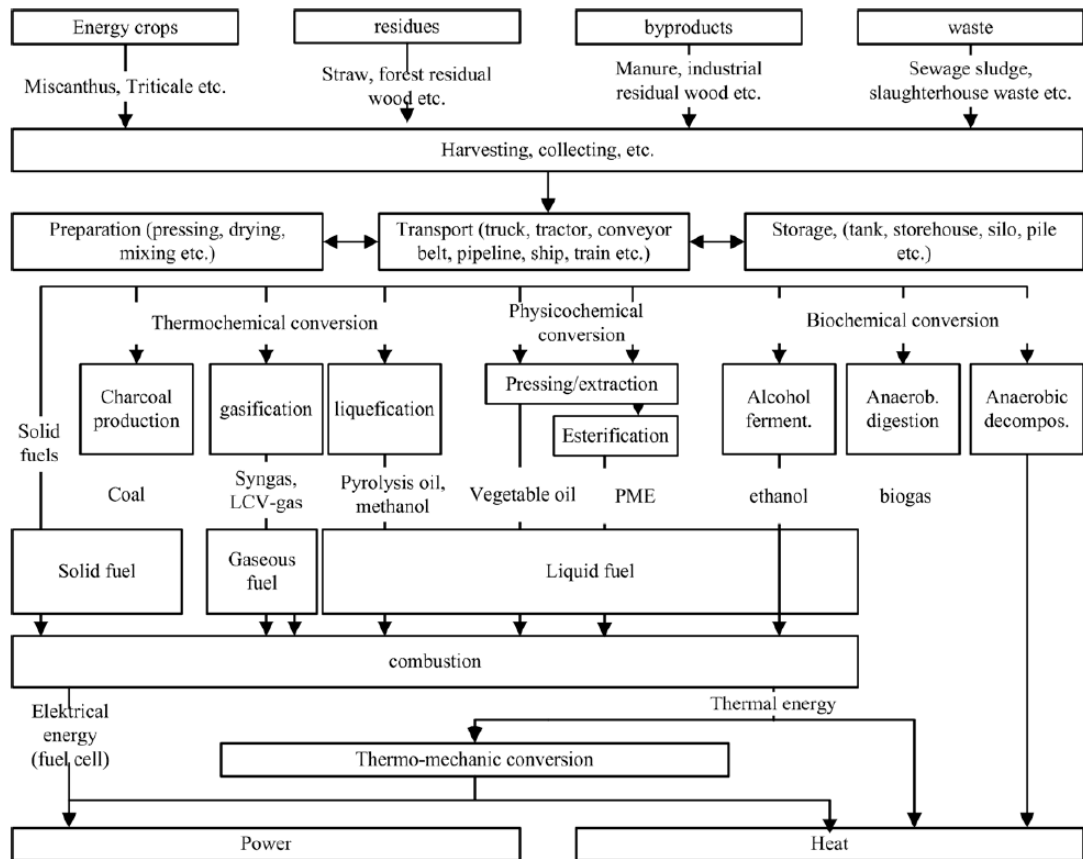 Energy crops
residues
byproducts
waste
Miscanthus, Triticale etc.
Straw, forest residual
wood etc.
Manure, industrial
residual wood etc.
Sewage sludge,
slaughterhouse waste etc.
Harvesting, collecting, etc.
Preparation (pressing, drying,
mixing etc.)
Transport (truck, tractor, conveyor
belt, pipeline, ship, train etc.)
Storage, (tank, storehouse, silo, pile
etc.)
Thermochemical conversion
Physicochemical
conversion
Biochemical conversion
Solid
fuels
Charcoal
production
gasification
liquefication
Pressing/extraction
Esterification
Alcohol
ferment.
Anaerob.
digestion
Anaerobic
decompos.
Coal
Syngas,
LCV-gas
Pyrolysis oil,
methanol
Vegetable oil
PME
ethanol
biogas
Solid fuel
Gaseous
fuel
Liquid fuel
combustion
Elektrical
energy
(fuel cell)
Thermal energy
Thermo-mechanic conversion
Power
Heat